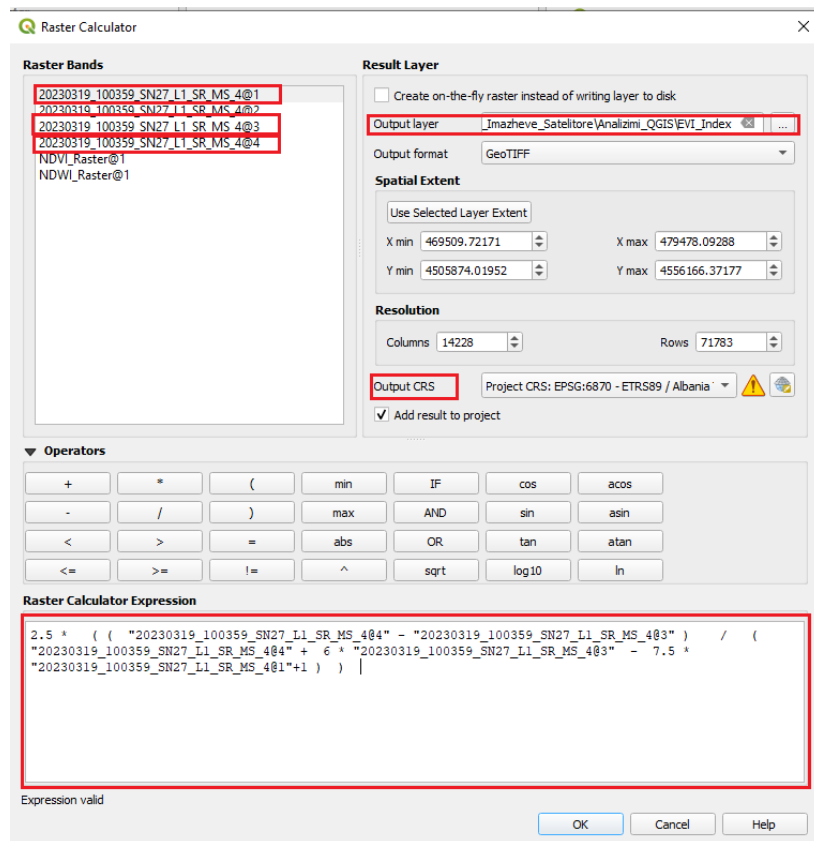 Raster Calculator
Raster Bands
20230319_100359_SN27_L1_SR_MS_4@1
20230319_100359_SN27_L1_SR_MS_4@2
20230319_100359_SN27_L1_SR_MS_4@3
20230319_100359_SN27_L1_SR_MS_4@4
NDVI_Raster@1
NDWI_Raster@1
Result Layer
Create on-the-fly raster instead of writing layer to disk
Output layer _Imazheve_Satelitore\Analizimi_QGIS\EVI_Index ...
Output format GeoTIFF
Spatial Extent
Use Selected Layer Extent
X min 469509.72171 X max 479478.09288
Y min 4505874.01952 Y max 4556166.37177
Resolution
Columns 14228 Rows 71783
Output CRS Project CRS: EPSG:6870 - ETRS89 / Albania
Add result to project
Operators
+ * ( min IF cos acos
- / ) max AND sin asin
< > = abs OR tan atan
<= >= != ^ sqrt log10 ln
Raster Calculator Expression
2.5 * ( ( "20230319_100359_SN27_L1_SR_MS_4@4" - "20230319_100359_SN27_L1_SR_MS_4@3" ) / (
"20230319_100359_SN27_L1_SR_MS_4@4" + 6 * "20230319_100359_SN27_L1_SR_MS_4@3" - 7.5 *
"20230319_100359_SN27_L1_SR_MS_4@1"+1 ) )
Expression valid
OK Cancel Help